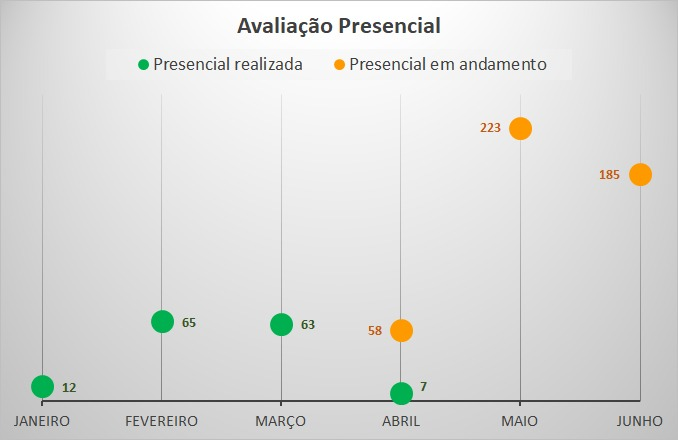 Avaliação Presencial
Presencial realizada Presencial em andamento
223
185
65
63
58
12
7
JANEIRO FEVEREIRO MARÇO ABRIL MAIO JUNHO